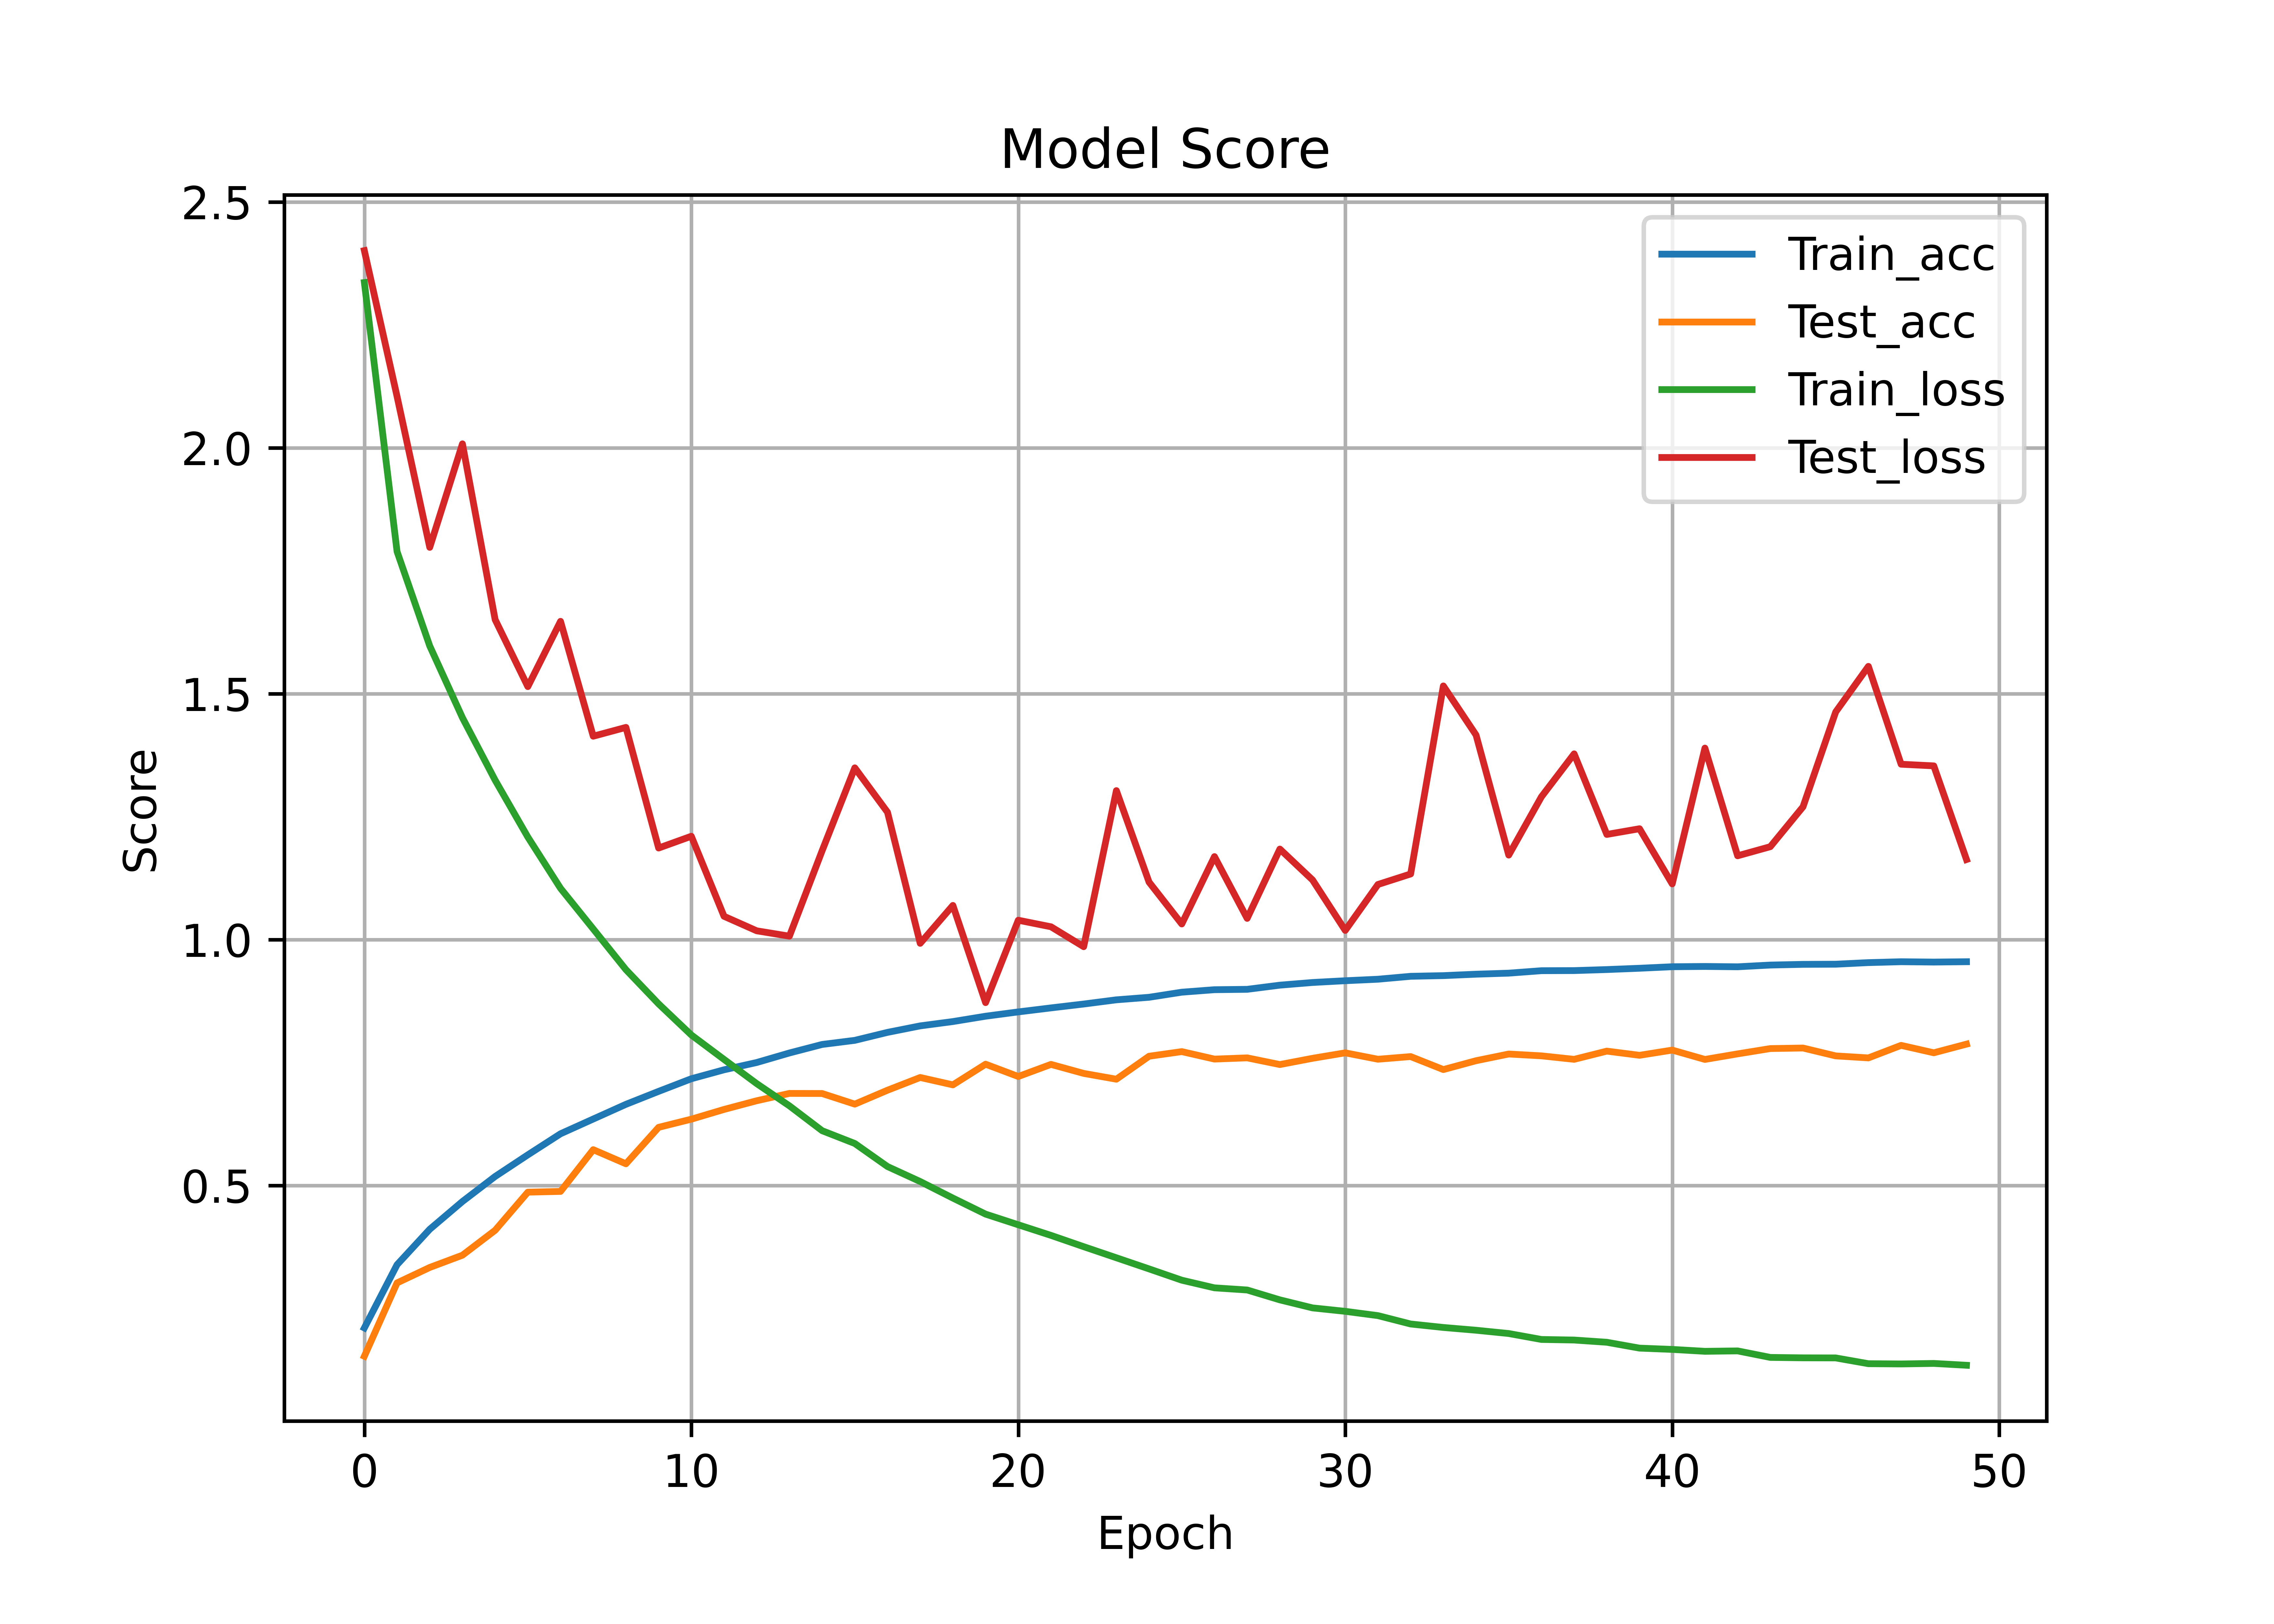 Model Score
2.5
2.0
1.5
1.0
0.5
Score
Train_acc
Test_acc
Train_loss
Test_loss
0 10 20 30 40 50
Epoch